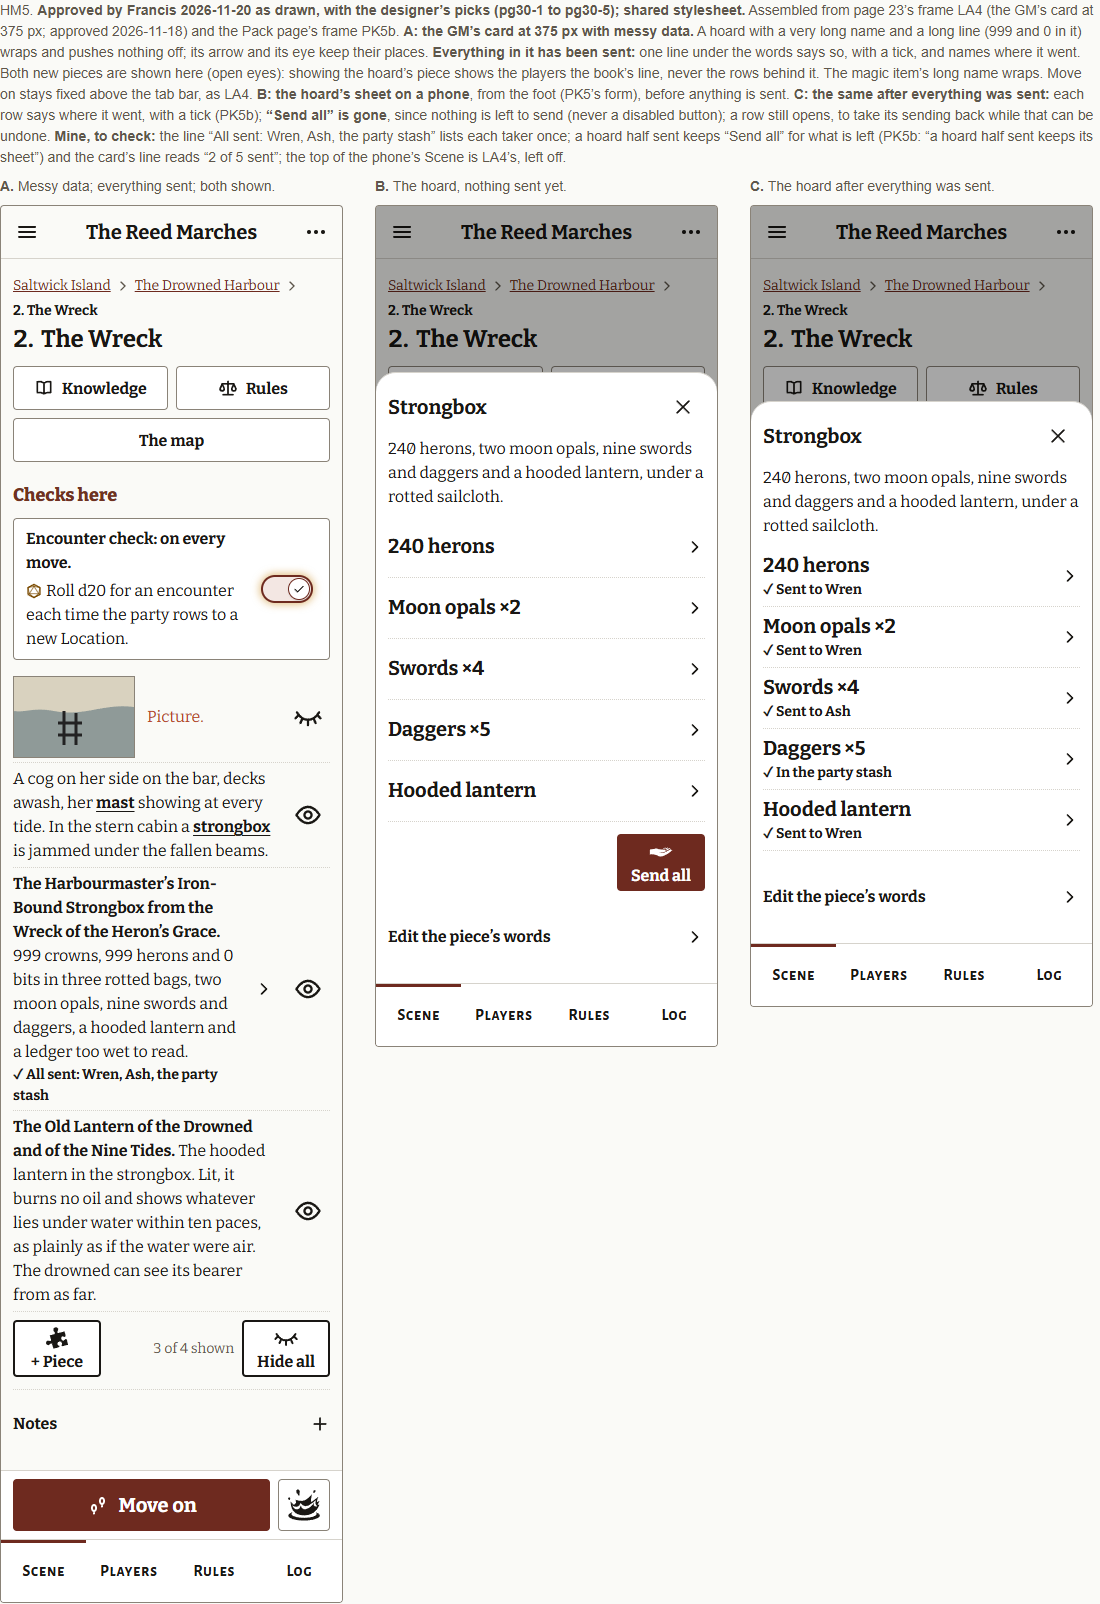 HM5. Approved by Francis 2026-11-20 as drawn, with the designer’s picks (pg30-1 to pg30-5); shared stylesheet. Assembled from page 23’s frame LA4 (the GM’s card at
375 px; approved 2026-11-18) and the Pack page’s frame PK5b. A: the GM’s card at 375 px with messy data. A hoard with a very long name and a long line (999 and 0 in it)
wraps and pushes nothing off; its arrow and its eye keep their places. Everything in it has been sent: one line under the words says so, with a tick, and names where it went.
Both new pieces are shown here (open eyes): showing the hoard’s piece shows the players the book’s line, never the rows behind it. The magic item’s long name wraps. Move
on stays fixed above the tab bar, as LA4. B: the hoard’s sheet on a phone, from the foot (PK5’s form), before anything is sent. C: the same after everything was sent: each
row says where it went, with a tick (PK5b); “Send all” is gone, since nothing is left to send (never a disabled button); a row still opens, to take its sending back while that can be
undone. Mine, to check: the line “All sent: Wren, Ash, the party stash” lists each taker once; a hoard half sent keeps “Send all” for what is left (PK5b: “a hoard half sent keeps its
sheet”) and the card’s line reads “2 of 5 sent”; the top of the phone’s Scene is LA4’s, left off.
A. Messy data; everything sent; both shown.
The Reed Marches
Saltwick Island > The Drowned Harbour >
2. The Wreck
2. The Wreck
Knowledge
Rules
The map
Checks here
Encounter check: on every
move.
Roll d20 for an encounter
each time the party rows to a
new Location.
Picture.
A cog on her side on the bar, decks
awash, her mast showing at every
tide. In the stern cabin a strongbox
is jammed under the fallen beams.
The Harbourmaster’s Iron-
Bound Strongbox from the
Wreck of the Heron’s Grace.
999 crowns, 999 herons and 0
bits in three rotted bags, two
moon opals, nine swords and
daggers, a hooded lantern and
a ledger too wet to read.
✓ All sent: Wren, Ash, the party
stash
The Old Lantern of the Drowned
and of the Nine Tides. The hooded
lantern in the strongbox. Lit, it
burns no oil and shows whatever
lies under water within ten paces,
as plainly as if the water were air.
The drowned can see its bearer
from as far.
+ Piece
3 of 4 shown
Hide all
Notes
Move on
Scene
Players
Rules
Log
B. The hoard, nothing sent yet.
The Reed Marches
Saltwick Island > The Drowned Harbour >
2. The Wreck
2. The Wreck
Strongbox
240 herons, two moon opals, nine swords
and daggers and a hooded lantern, under a
rotted sailcloth.
240 herons
Moon opals ×2
Swords ×4
Daggers ×5
Hooded lantern
Send all
Edit the piece’s words
Scene
Players
Rules
Log
C. The hoard after everything was sent.
The Reed Marches
Saltwick Island > The Drowned Harbour >
2. The Wreck
2. The Wreck
Knowledge
Rules
Strongbox
240 herons, two moon opals, nine swords
and daggers and a hooded lantern, under a
rotted sailcloth.
240 herons
✓ Sent to Wren
Moon opals ×2
✓ Sent to Wren
Swords ×4
✓ Sent to Ash
Daggers ×5
✓ In the party stash
Hooded lantern
✓ Sent to Wren
Edit the piece’s words
Scene
Players
Rules
Log